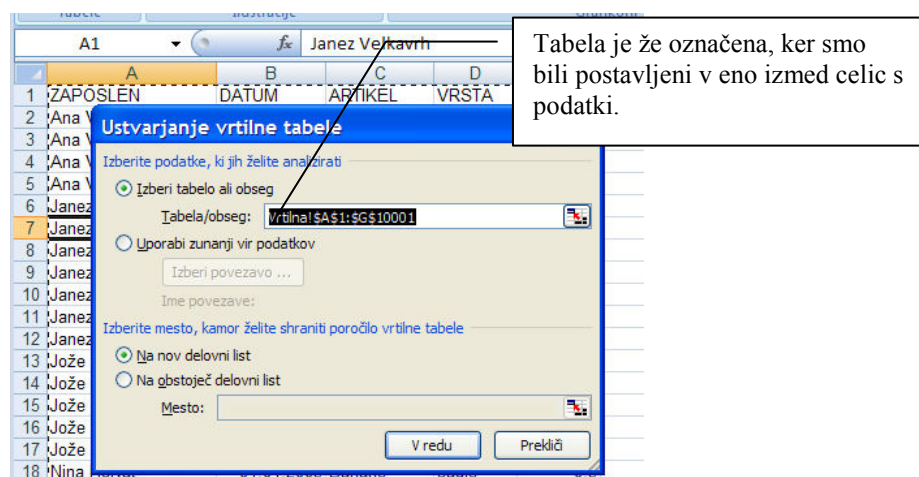 Tabele
Ilustracije
Grafikoni
A1
fx
Janez Velkavrh
Tabela je že označena, ker smo
bili postavljeni v eno izmed celic s
podatki.
A B C D
1 ZAPOSLEN DATUM ARTIKEL VRSTA
2 Ana V
3 Ana V
4 Ana V
5 Ana V
6 Janez
7 Janez
8 Janez
9 Janez
10 Janez
11 Janez
12 Janez
13 Jože
14 Jože
15 Jože
16 Jože
17 Jože
18 Nina
Ustvarjanje vrtilne tabele
Izberite podatke, ki jih želite analizirati
Izberi tabelo ali obseg
Tabela/obseg: Vrtilna!$A$1:$G$10001
Uporabi zunanji vir podatkov
Izberi povezavo ...
Ime povezave:
Izberite mesto, kamor želite shraniti poročilo vrtilne tabele
Na nov delovni list
Na obstoječ delovni list
Mesto:
V redu Prekliči